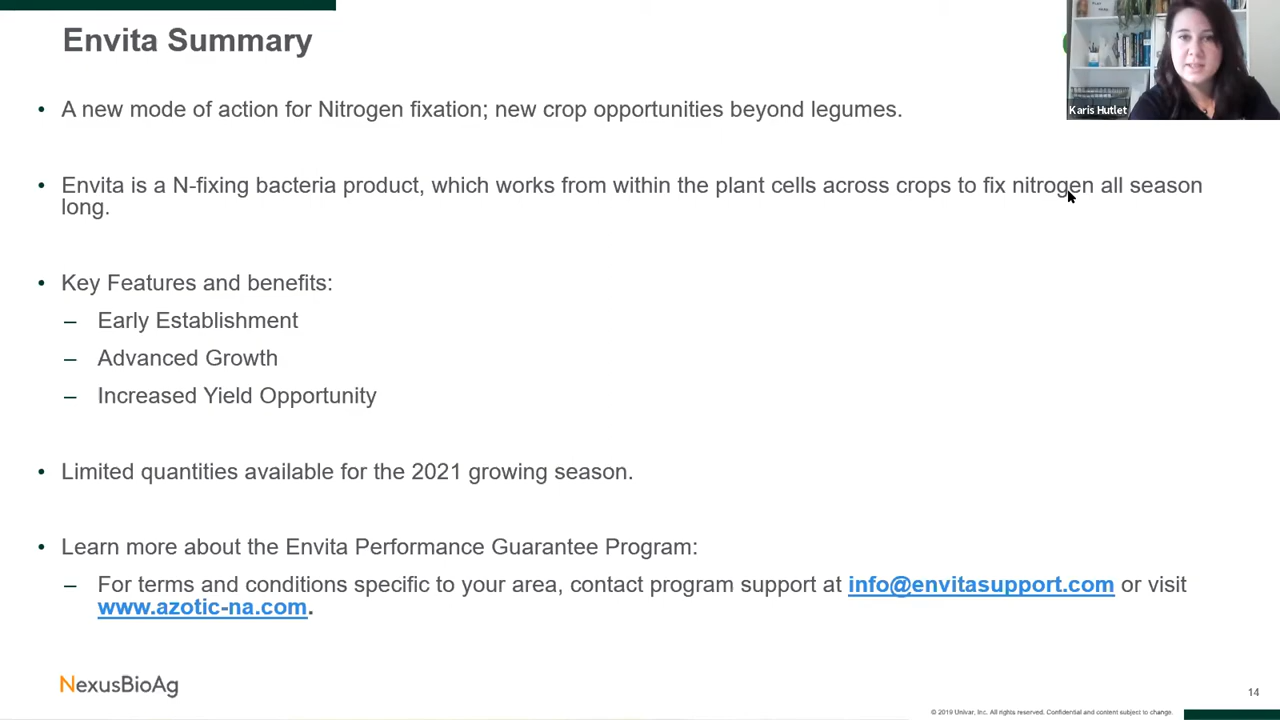 Envita Summary
Karis Hutlet
• A new mode of action for Nitrogen fixation; new crop opportunities beyond legumes.
• Envita is a N-fixing bacteria product, which works from within the plant cells across crops to fix nitrogen all season
long.
• Key Features and benefits:
– Early Establishment
– Advanced Growth
– Increased Yield Opportunity
• Limited quantities available for the 2021 growing season.
• Learn more about the Envita Performance Guarantee Program:
– For terms and conditions specific to your area, contact program support at info@envitasupport.com or visit
www.azotic-na.com.
NexusBioAg
14
© 2019 Univar, Inc. All rights reserved. Confidential and content subject to change.